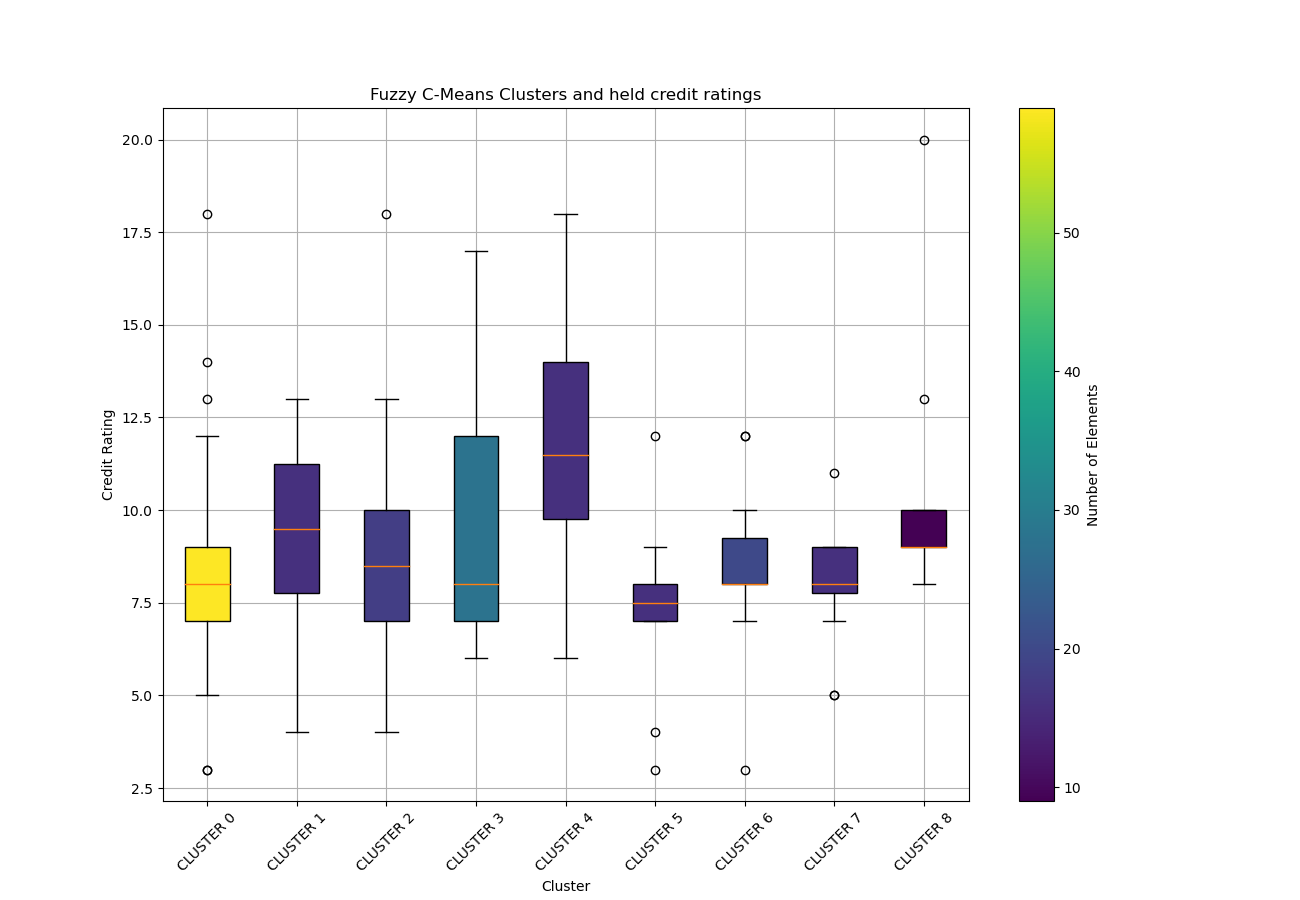 Fuzzy C-Means Clusters and held credit ratings
20.0
17.5
15.0
12.5
10.0
7.5
5.0
2.5
Credit Rating
CLUSTER 0
CLUSTER 1
CLUSTER 2
CLUSTER 3
CLUSTER 4
CLUSTER 5
CLUSTER 6
CLUSTER 7
CLUSTER 8
Cluster
50
40
30
20
10
Number of Elements